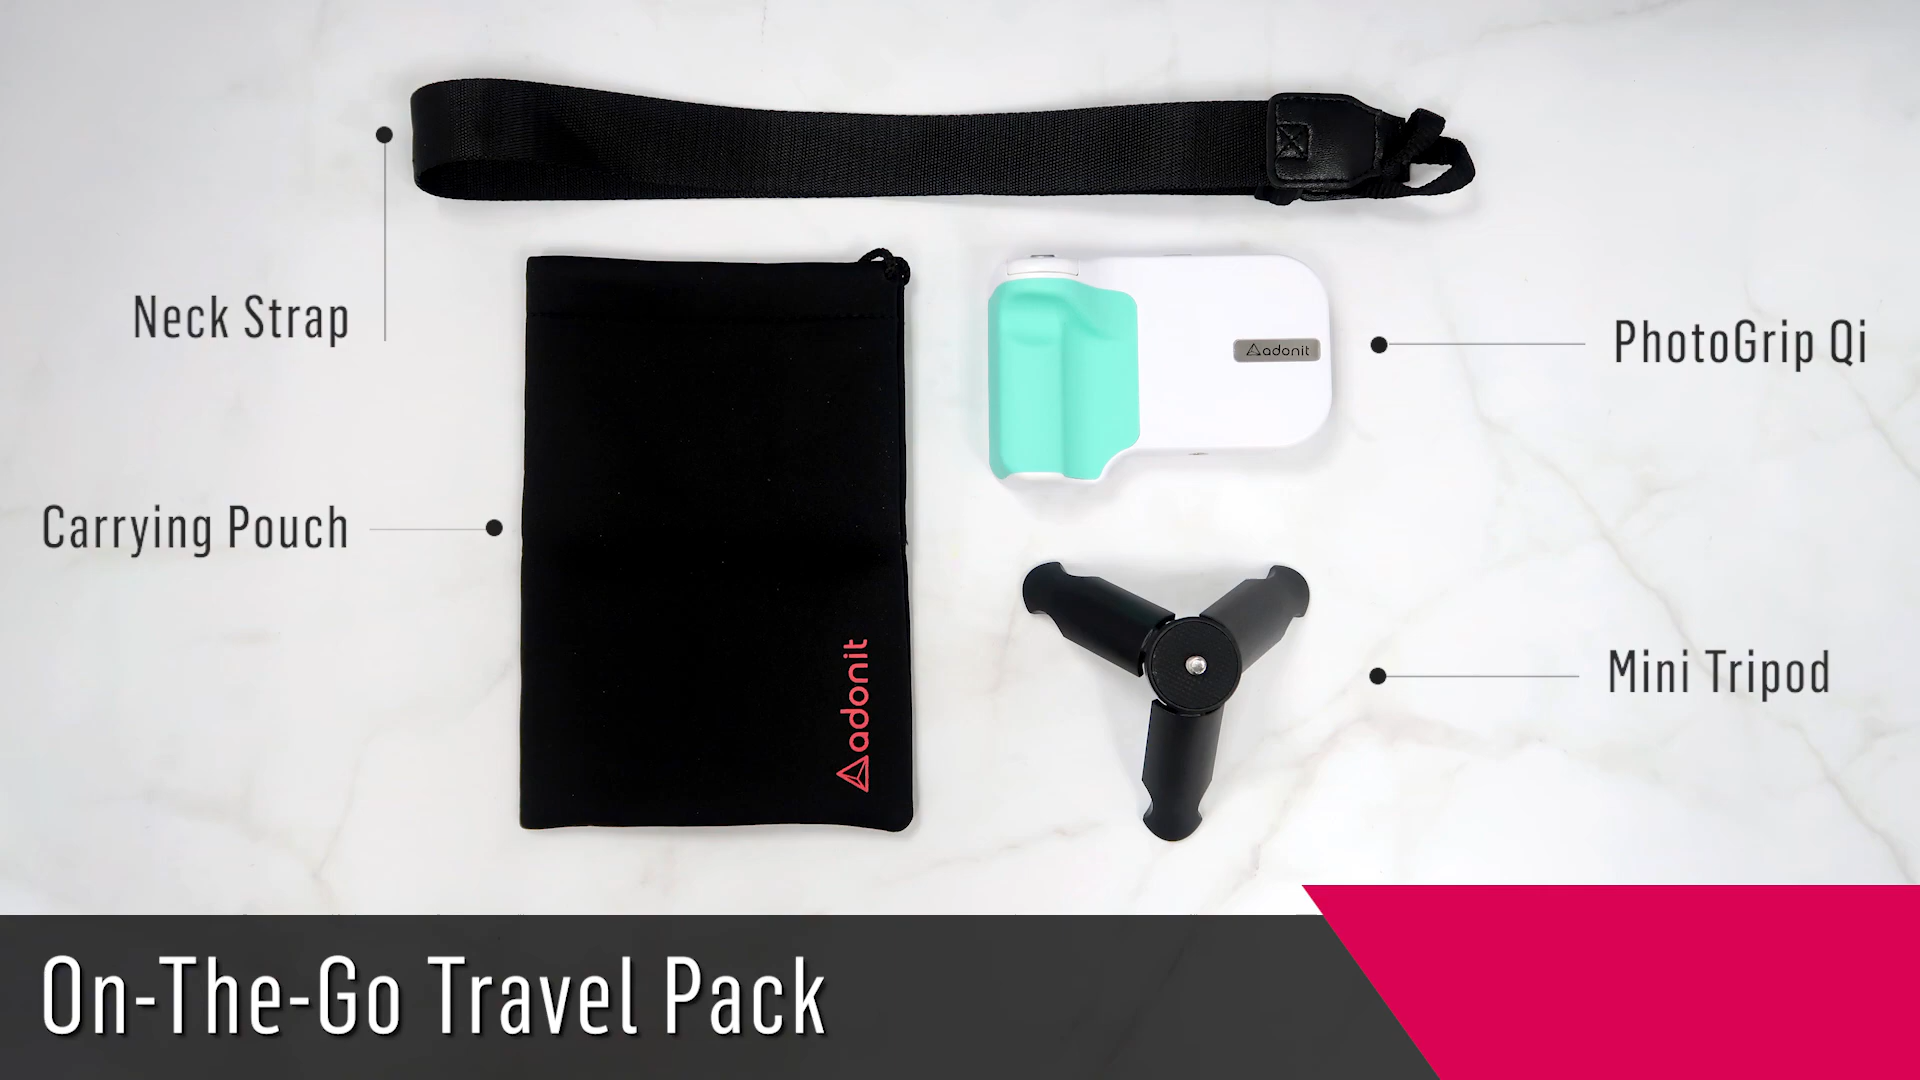 Neck Strap
adonit
PhotoGrip Qi
Carrying Pouch
adonit
Mini Tripod
On-The-Go Travel Pack